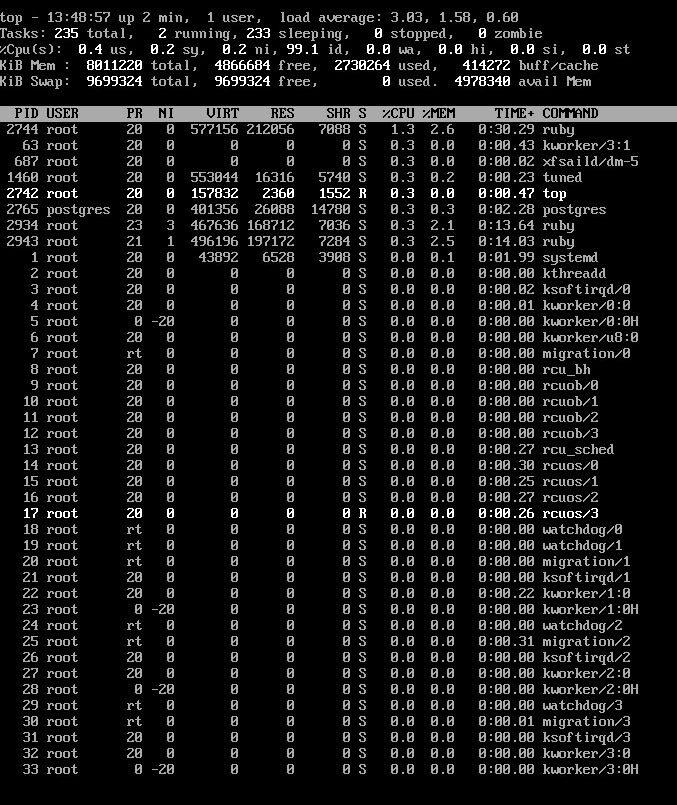 top - 13:48:57 up 2 min,  1 user,  load average: 3.03, 1.58, 0.60
Tasks: 235 total,   2 running, 233 sleeping,   0 stopped,   0 zombie
%Cpu(s):  0.4 us,  0.2 sy,  0.2 ni, 99.1 id,  0.0 wa,  0.0 hi,  0.0 si,  0.0 st
KiB Mem :  8011220 total,  4866684 free,  2730264 used,   414272 buff/cache
KiB Swap:  9699324 total,  9699324 free,        0 used.  4978340 avail Mem
PID USER      PR  NI    VIRT    RES    SHR S  %CPU %MEM     TIME+ COMMAND
2744 root      20   0  577156 212056   7088 S   1.3  2.6   0:30.29 ruby
63 root      20   0       0      0      0 S   0.3  0.0   0:00.43 kworker/3:1
687 root      20   0       0      0      0 S   0.3  0.0   0:00.02 xfsaild/dm-5
1460 root      20   0  553044  16316   5740 S   0.3  0.2   0:00.23 tuned
2742 root      20   0  157832   2360   1552 R   0.3  0.0   0:00.47 top
2765 postgres  20   0  401356  26088  14780 S   0.3  0.3   0:02.28 postgres
2934 root      23   3  467636 168712   7036 S   0.3  2.1   0:13.64 ruby
2943 root      21   1  496196 197172   7284 S   0.3  2.5   0:14.03 ruby
1 root      20   0   43892   6528   3908 S   0.0  0.1   0:01.99 systemd
2 root      20   0       0      0      0 S   0.0  0.0   0:00.00 kthreadd
3 root      20   0       0      0      0 S   0.0  0.0   0:00.02 ksoftirqd/0
4 root      20   0       0      0      0 S   0.0  0.0   0:00.01 kworker/0:0
5 root       0 -20       0      0      0 S   0.0  0.0   0:00.00 kworker/0:0H
6 root      20   0       0      0      0 S   0.0  0.0   0:00.00 kworker/u8:0
7 root      rt   0       0      0      0 S   0.0  0.0   0:00.00 migration/0
8 root      20   0       0      0      0 S   0.0  0.0   0:00.00 rcu_bh
9 root      20   0       0      0      0 S   0.0  0.0   0:00.00 rcuob/0
10 root      20   0       0      0      0 S   0.0  0.0   0:00.00 rcuob/1
11 root      20   0       0      0      0 S   0.0  0.0   0:00.00 rcuob/2
12 root      20   0       0      0      0 S   0.0  0.0   0:00.00 rcuob/3
13 root      20   0       0      0      0 S   0.0  0.0   0:00.27 rcu_sched
14 root      20   0       0      0      0 S   0.0  0.0   0:00.30 rcuos/0
15 root      20   0       0      0      0 S   0.0  0.0   0:00.25 rcuos/1
16 root      20   0       0      0      0 S   0.0  0.0   0:00.27 rcuos/2
17 root      20   0       0      0      0 R   0.0  0.0   0:00.26 rcuos/3
18 root      rt   0       0      0      0 S   0.0  0.0   0:00.00 watchdog/0
19 root      rt   0       0      0      0 S   0.0  0.0   0:00.00 watchdog/1
20 root      rt   0       0      0      0 S   0.0  0.0   0:00.00 migration/1
21 root      20   0       0      0      0 S   0.0  0.0   0:00.00 ksoftirqd/1
22 root      20   0       0      0      0 S   0.0  0.0   0:00.22 kworker/1:0
23 root       0 -20       0      0      0 S   0.0  0.0   0:00.00 kworker/1:0H
24 root      rt   0       0      0      0 S   0.0  0.0   0:00.00 watchdog/2
25 root      rt   0       0      0      0 S   0.0  0.0   0:00.31 migration/2
26 root      20   0       0      0      0 S   0.0  0.0   0:00.00 ksoftirqd/2
27 root      20   0       0      0      0 S   0.0  0.0   0:00.00 kworker/2:0
28 root       0 -20       0      0      0 S   0.0  0.0   0:00.00 kworker/2:0H
29 root      rt   0       0      0      0 S   0.0  0.0   0:00.00 watchdog/3
30 root      rt   0       0      0      0 S   0.0  0.0   0:00.01 migration/3
31 root      20   0       0      0      0 S   0.0  0.0   0:00.00 ksoftirqd/3
32 root      20   0       0      0      0 S   0.0  0.0   0:00.00 kworker/3:0
33 root       0 -20       0      0      0 S   0.0  0.0   0:00.00 kworker/3:0H